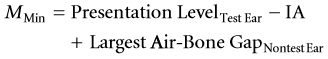 M_Min = Presentation Level_Test Ear − IA
+ Largest Air-Bone Gap_Nontest Ear